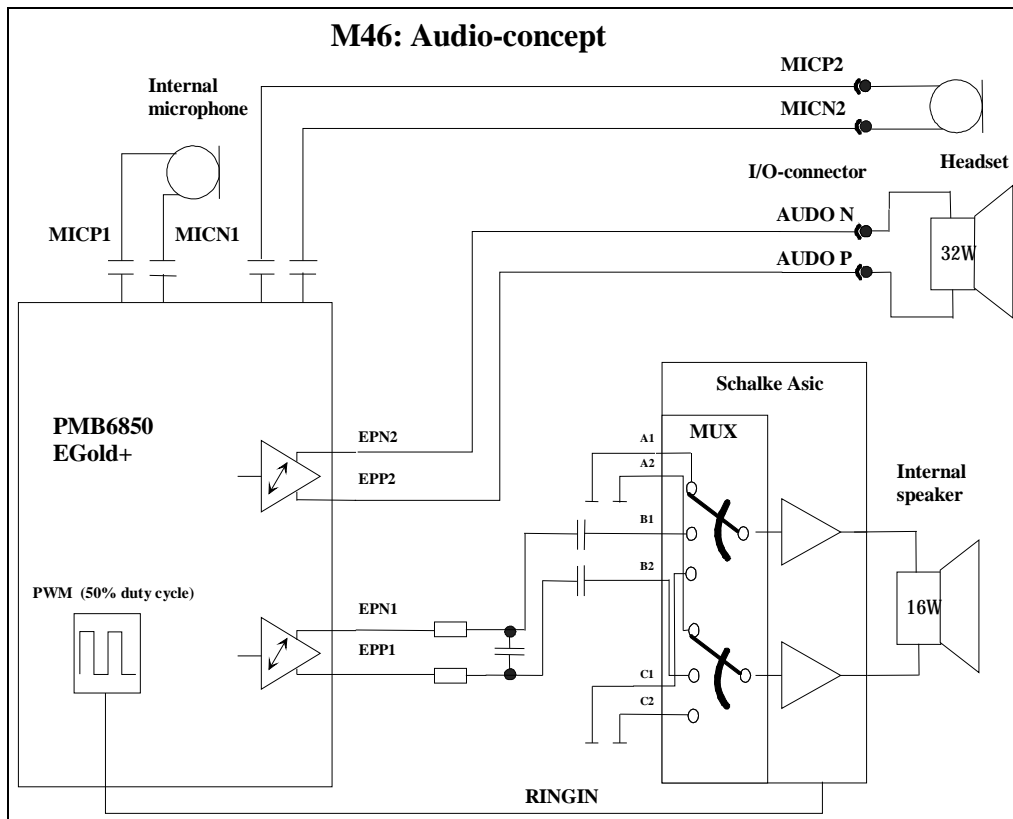 M46: Audio-concept
MICP2
Internal
microphone
MICN2
I/O-connector
Headset
MICP1
MICN1
AUDO N
AUDO P
32W
Schalke Asic
PMB6850
EGold+
EPN2
EPP2
MUX
A1
A2
B1
B2
C1
C2
Internal
speaker
16W
PWM (50% duty cycle)
EPN1
EPP1
RINGIN